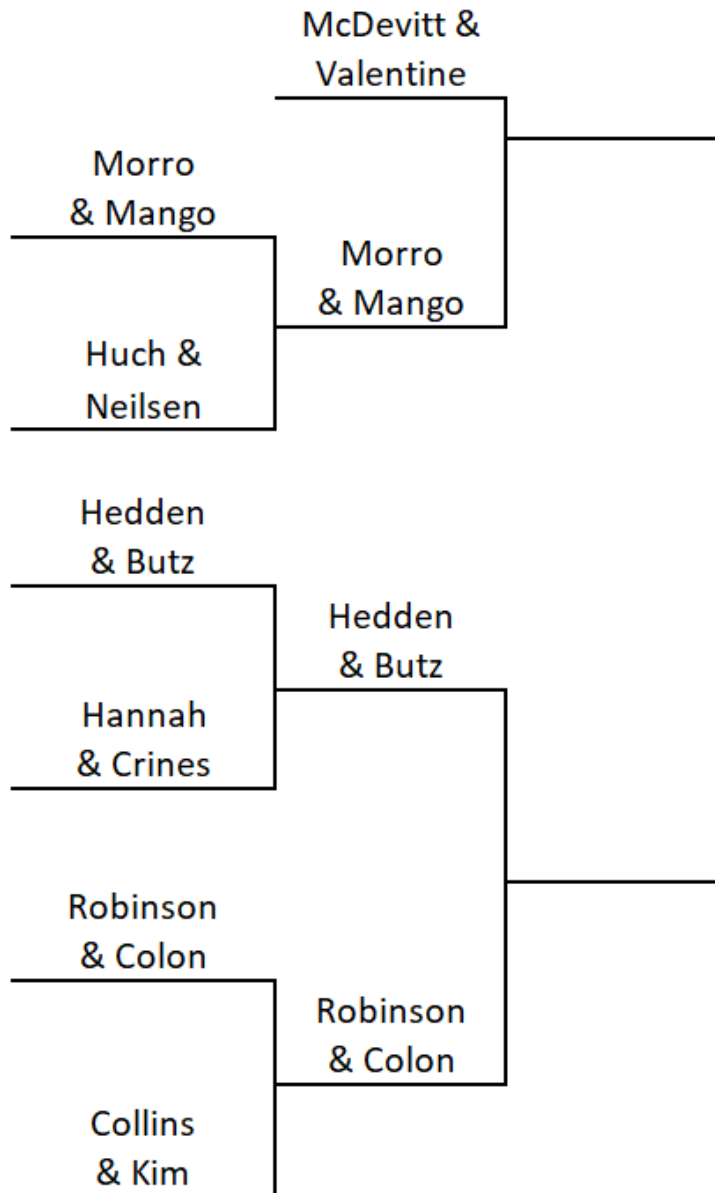 McDevitt &
Valentine
Morro
& Mango
Morro
& Mango
Huch &
Neilsen
Hedden
& Butz
Hedden
& Butz
Hannah
& Crines
Robinson
& Colon
Robinson
& Colon
Collins
& Kim